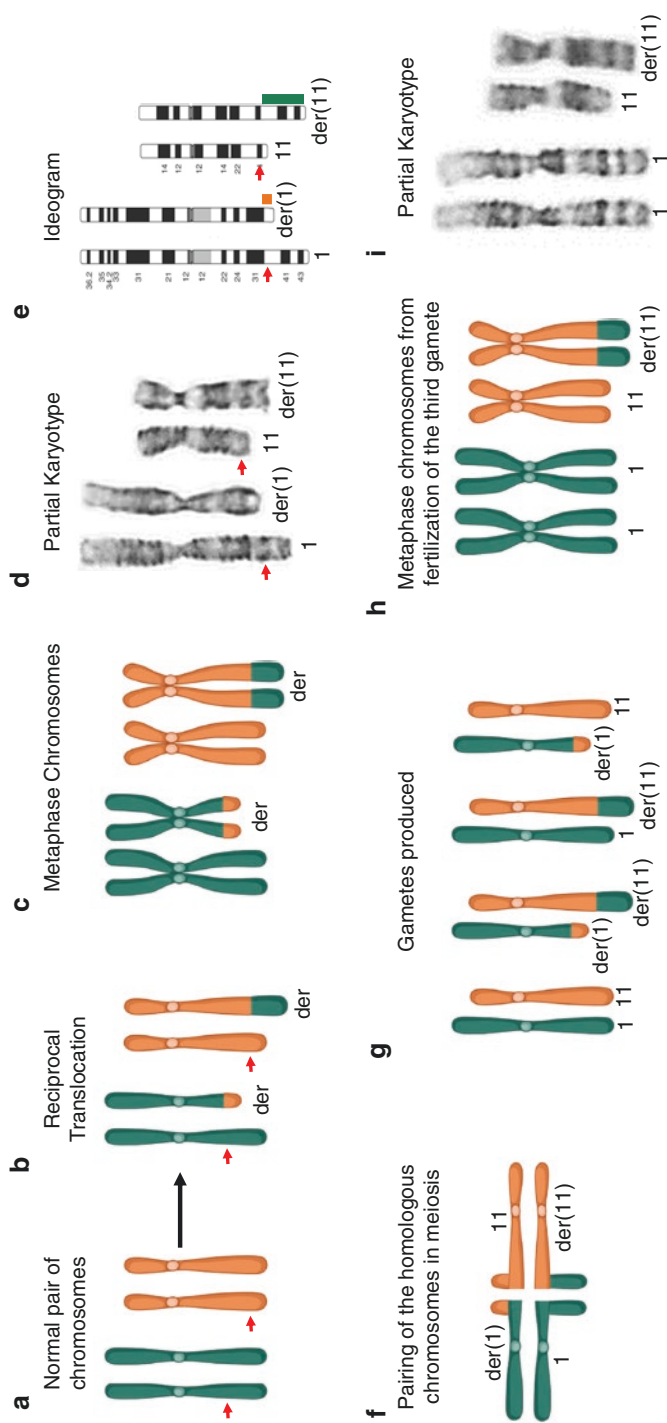 a
Normal pair of
chromosomes
b
Reciprocal
Translocation
der
der
c
Metaphase Chromosomes
der
der
d
Partial Karyotype
1
der(1)
11
der(11)
e
Ideogram
36.2
35
34.2
33
31
21
12
12
22
24
31
41
43
1
der(1)
14
12
12
14
22
11
der(11)
f
Pairing of the homologous
chromosomes in meiosis
der(1)
11
1
der(11)
g
Gametes produced
1
11
der(1)
der(11)
1
der(11)
der(1)
11
h
Metaphase chromosomes from
fertilization of the third gamete
1
1
11
der(11)
i
Partial Karyotype
1
1
11
der(11)